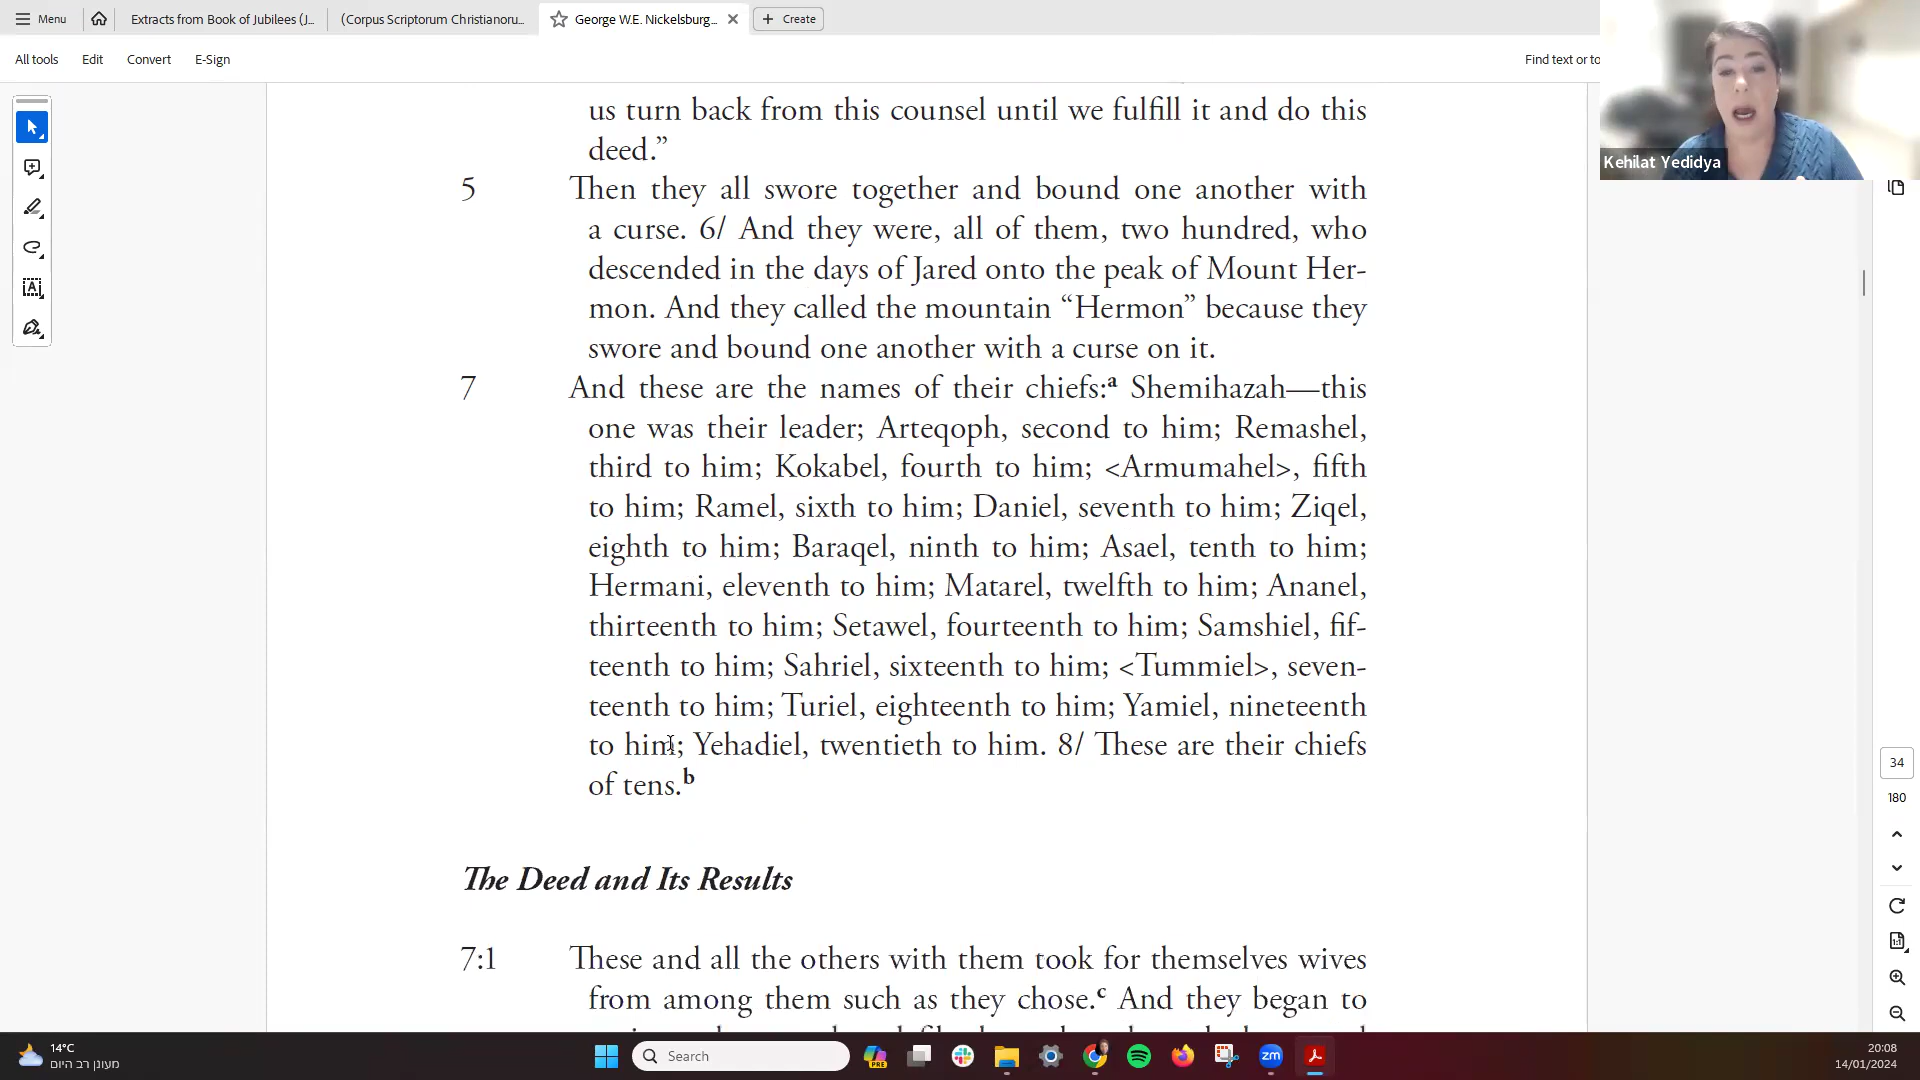 Menu
Extracts from Book of Jubilees (J...
(Corpus Scriptorum Christianoru...
George W.E. Nickelsburg...
Create
All tools
Edit
Convert
E-Sign
Find text or to
Kehilat Yedidya
us turn back from this counsel until we fulfill it and do this
deed.”
5 Then they all swore together and bound one another with
a curse. 6/ And they were, all of them, two hundred, who
descended in the days of Jared onto the peak of Mount Her-
mon. And they called the mountain “Hermon” because they
swore and bound one another with a curse on it.
7 And these are the names of their chiefs:a Shemihazah—this
one was their leader; Arteqoph, second to him; Remashel,
third to him; Kokabel, fourth to him; <Armumahel>, fifth
to him; Ramel, sixth to him; Daniel, seventh to him; Ziqel,
eighth to him; Baraqel, ninth to him; Asael, tenth to him;
Hermani, eleventh to him; Matarel, twelfth to him; Ananel,
thirteenth to him; Setawel, fourteenth to him; Samshiel, fif-
teenth to him; Sahriel, sixteenth to him; <Tummiel>, seven-
teenth to him; Turiel, eighteenth to him; Yamiel, nineteenth
to him; Yehadiel, twentieth to him. 8/ These are their chiefs
of tens.b
The Deed and Its Results
7:1 These and all the others with them took for themselves wives
from among them such as they chose.c And they began to
34
180
14°C
מעונן רב היום
Search
PRE
zm
20:08
14/01/2024